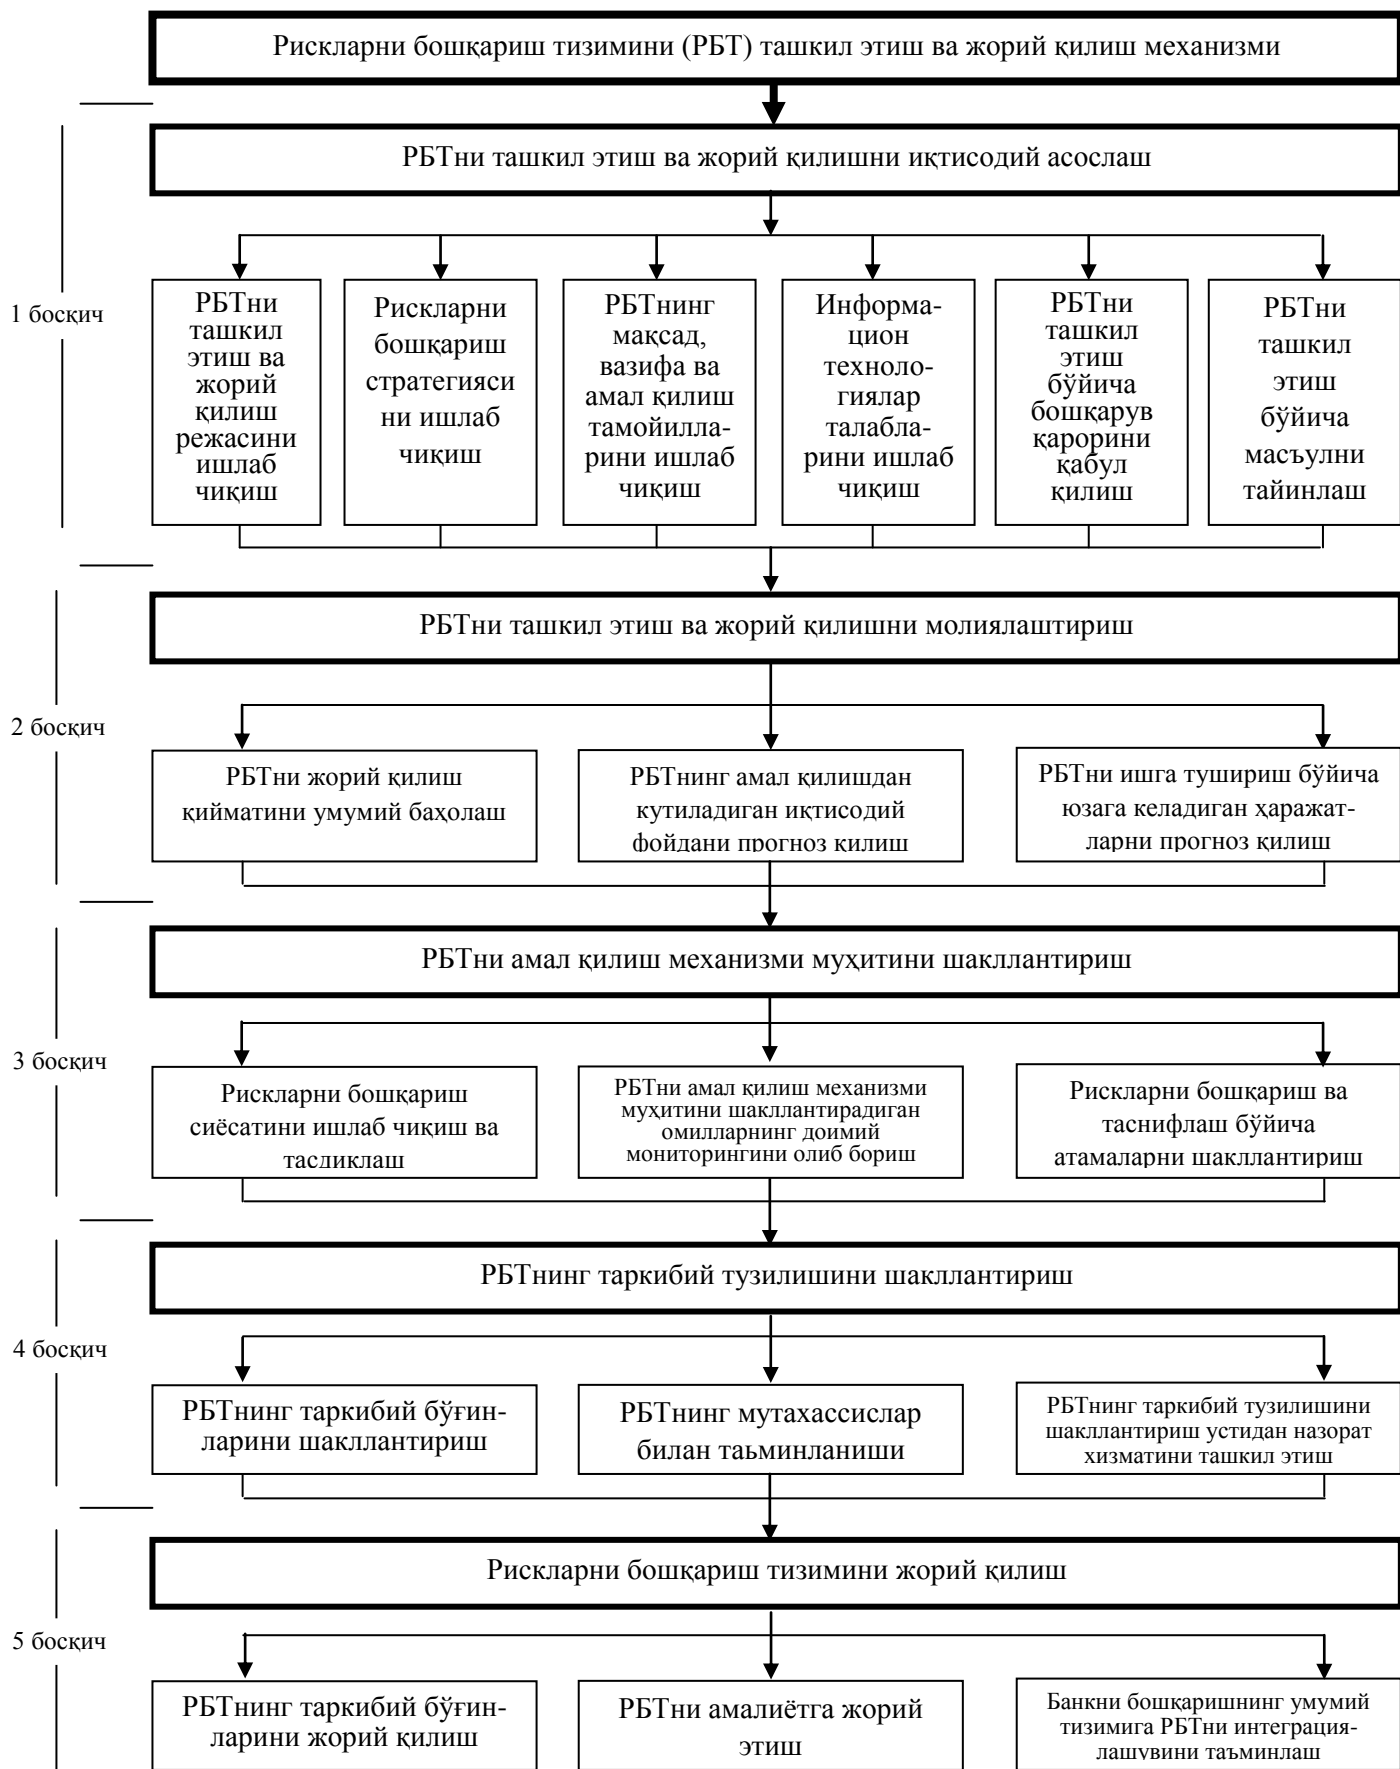 Рискларни бошқариш тизимини (РБТ) ташкил этиш ва жорий қилиш механизми
РБТни ташкил этиш ва жорий қилишни иқтисодий асослаш
1 босқич
РБТни
ташкил
этиш ва
жорий
қилиш
режасини
ишлаб
чиқиш
Рискларни
бошқариш
стратегияси
ни ишлаб
чиқиш
РБТнинг
мақсад,
вазифа ва
амал қилиш
тамойилла-
рини ишлаб
чиқиш
Информа-
цион
техноло-
гиялар
талабла-
рини ишлаб
чиқиш
РБТни
ташкил
этиш
бўйича
бошқарув
қарорини
қабул
қилиш
РБТни
ташкил
этиш
бўйича
масъулни
тайинлаш
РБТни ташкил этиш ва жорий қилишни молиялаштириш
2 босқич
РБТни жорий қилиш
қийматини умумий баҳолаш
РБТнинг амал қилишдан
кутиладиган иқтисодий
фойдани прогноз қилиш
РБТни ишга тушириш бўйича
юзага келадиган ҳаражат-
ларни прогноз қилиш
РБТни амал қилиш механизми муҳитини шакллантириш
3 босқич
Рискларни бошқариш
сиёсатини ишлаб чиқиш ва
тасдиклаш
РБТни амал қилиш механизми
муҳитини шакллантирадиган
омилларнинг доимий
мониторингини олиб бориш
Рискларни бошқариш ва
таснифлаш бўйича
атамаларни шакллантириш
РБТнинг таркибий тузилишини шакллантириш
4 босқич
РБТнинг таркибий бўғин-
ларини шакллантириш
РБТнинг мутахассислар
билан таьминланиши
РБТнинг таркибий тузилишини
шакллантириш устидан назорат
хизматини ташкил этиш
Рискларни бошқариш тизимини жорий қилиш
5 босқич
РБТнинг таркибий бўғин-
ларини жорий қилиш
РБТни амалиётга жорий
этиш
Банкни бошқаришнинг умумий
тизимига РБТни интеграция-
лашувини таъминлаш